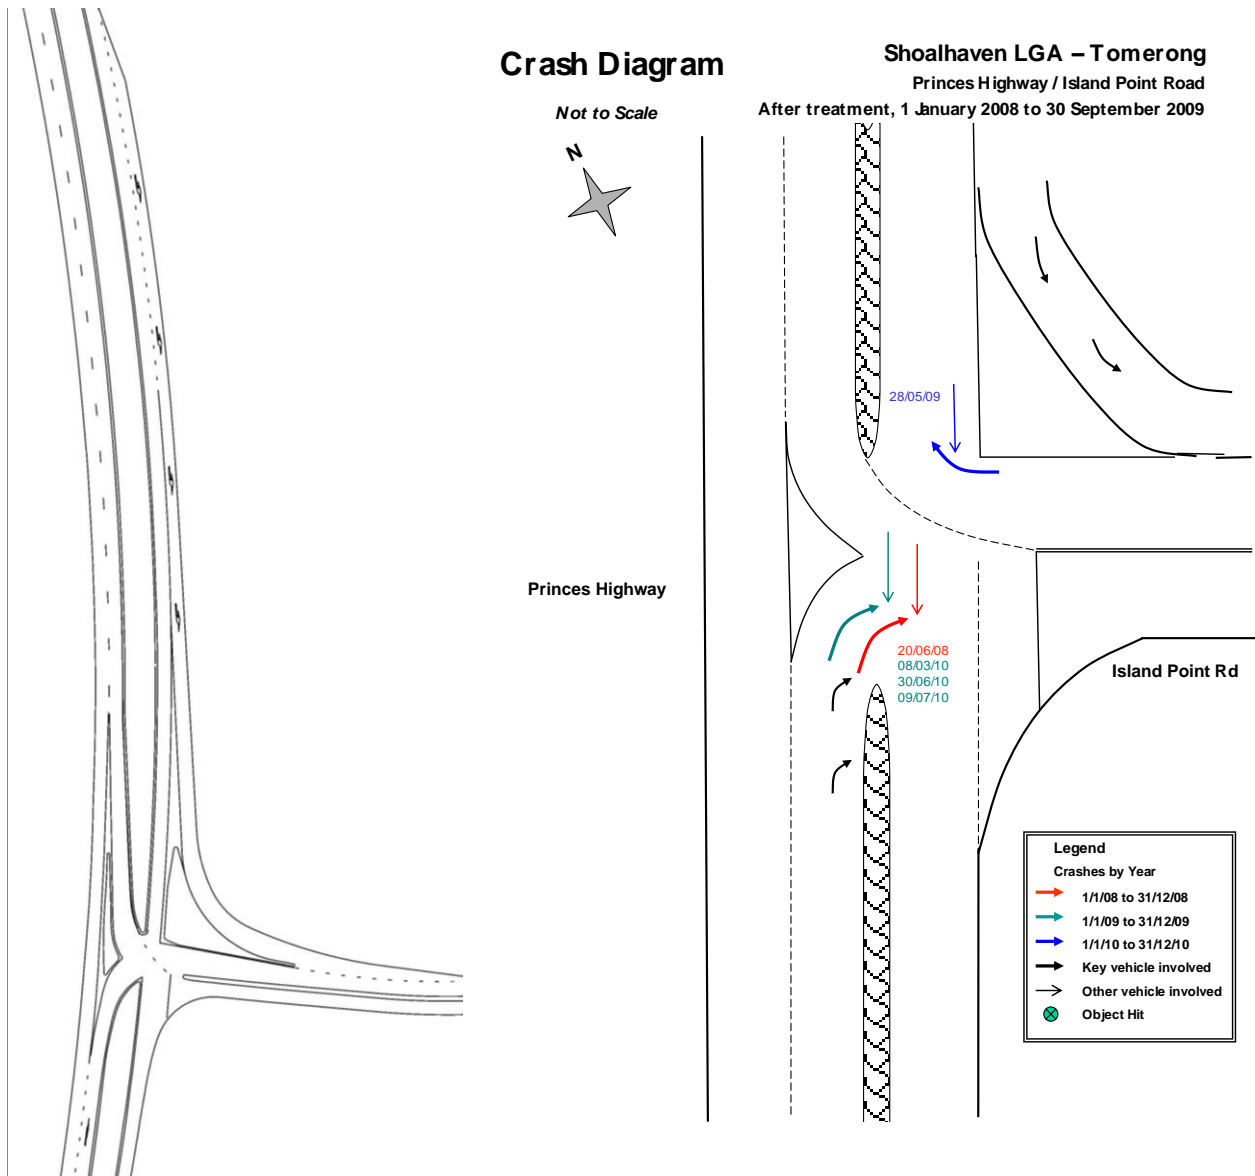 Crash Diagram
Not to Scale
N
Shoalhaven LGA – Tomerong
Princes Highway / Island Point Road
After treatment, 1 January 2008 to 30 September 2009
28/05/09
Princes Highway
20/06/08
08/03/10
30/06/10
09/07/10
Island Point Rd
Legend
Crashes by Year
1/1/08 to 31/12/08
1/1/09 to 31/12/09
1/1/10 to 31/12/10
Key vehicle involved
Other vehicle involved
Object Hit